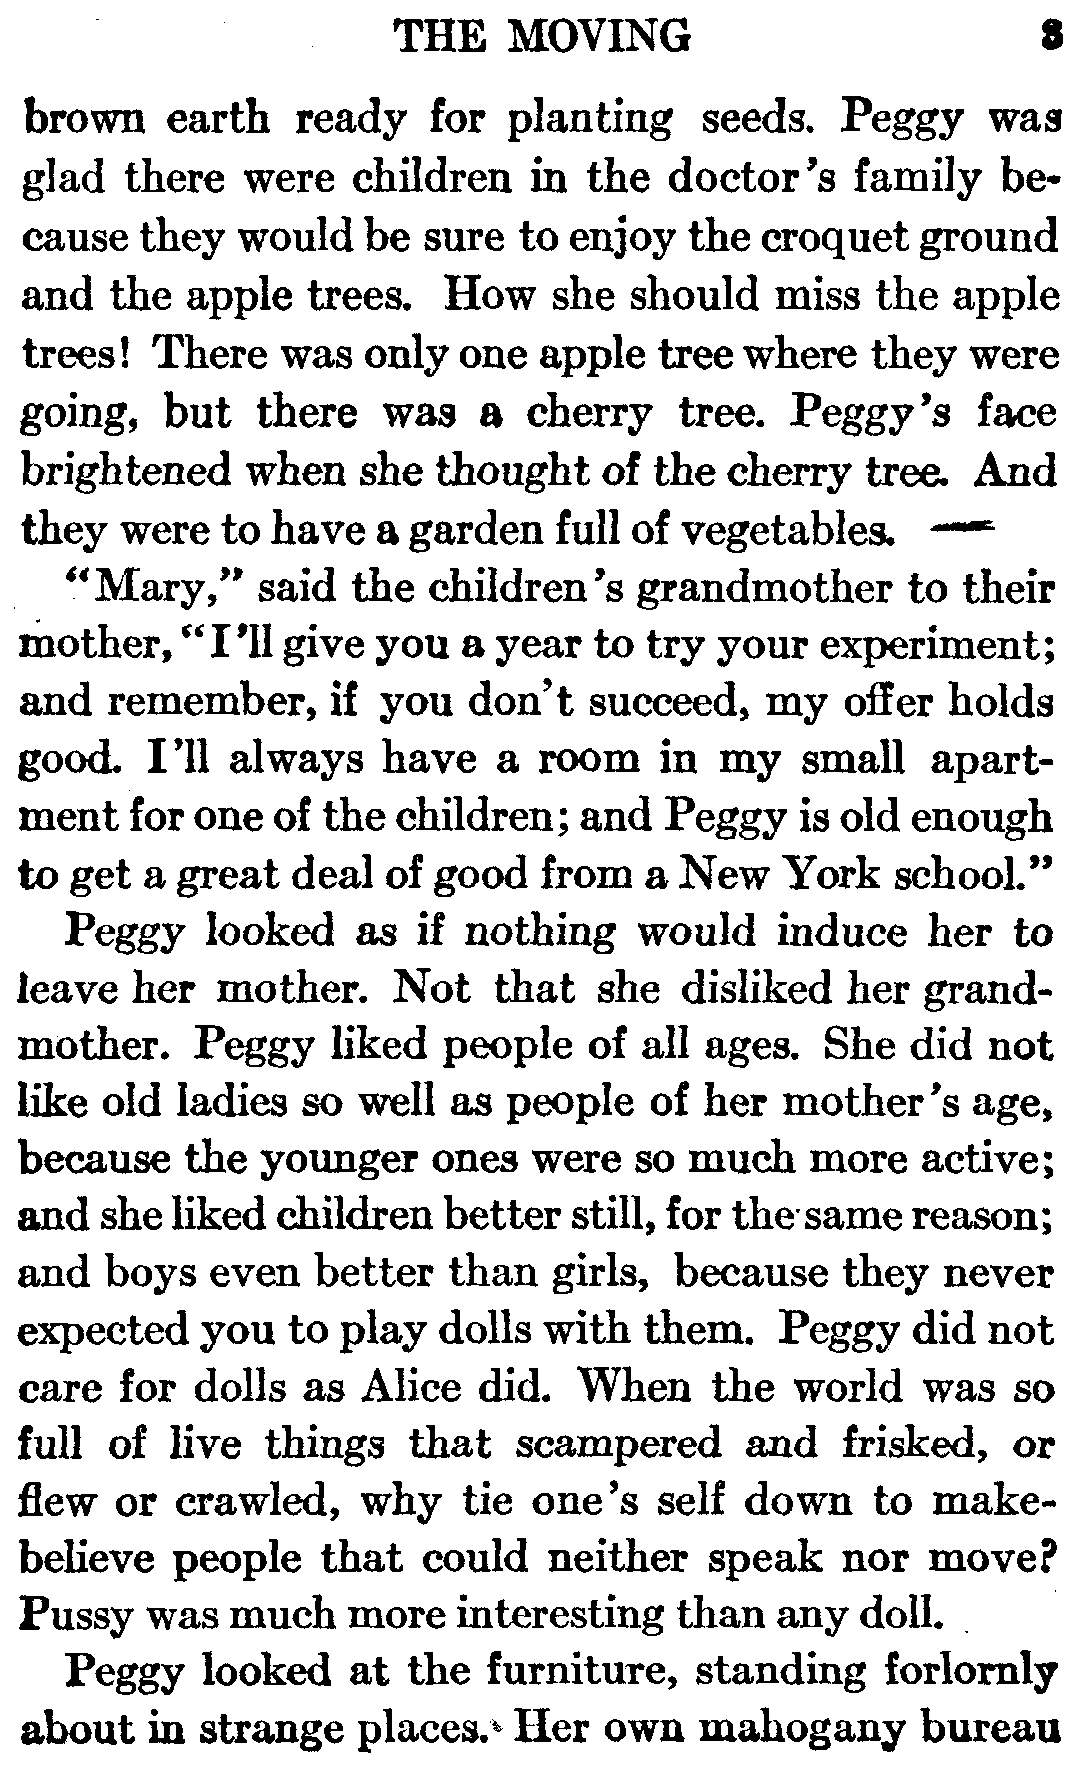 THE MOVING 3
brown earth ready for planting seeds. Peggy was
glad there were children in the doctor's family be-
cause they would be sure to enjoy the croquet ground
and the apple trees. How she should miss the apple
trees! There was only one apple tree where they were
going, but there was a cherry tree. Peggy's face
brightened when she thought of the cherry tree. And
they were to have a garden full of vegetables. —
"Mary," said the children's grandmother to their
mother, "I'll give you a year to try your experiment;
and remember, if you don't succeed, my offer holds
good. I'll always have a room in my small apart-
ment for one of the children; and Peggy is old enough
to get a great deal of good from a New York school."
Peggy looked as if nothing would induce her to
leave her mother. Not that she disliked her grand-
mother. Peggy liked people of all ages. She did not
like old ladies so well as people of her mother's age,
because the younger ones were so much more active;
and she liked children better still, for the same reason;
and boys even better than girls, because they never
expected you to play dolls with them. Peggy did not
care for dolls as Alice did. When the world was so
full of live things that scampered and frisked, or
flew or crawled, why tie one's self down to make-
believe people that could neither speak nor move?
Pussy was much more interesting than any doll.
Peggy looked at the furniture, standing forlornly
about in strange places. Her own mahogany bureau